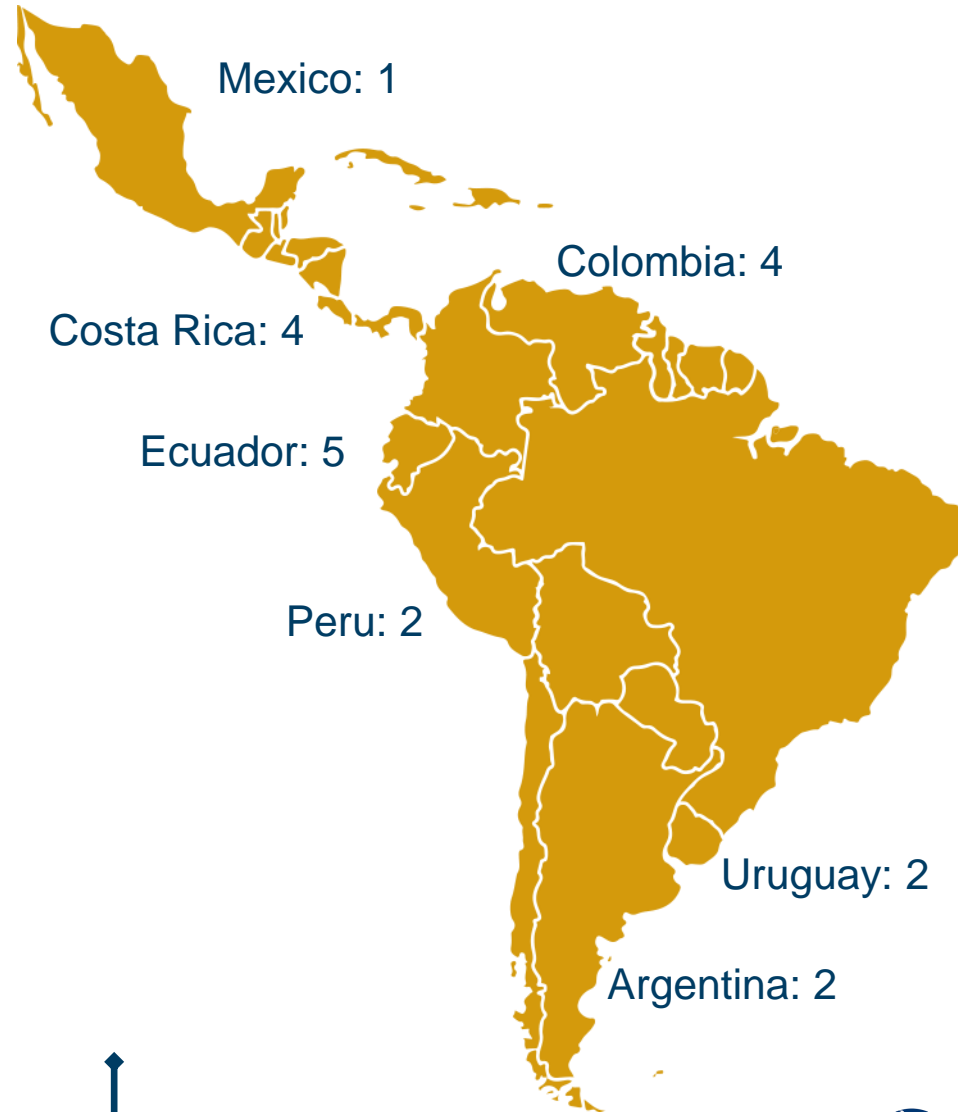 Mexico: 1
Colombia: 4
Costa Rica: 4
Ecuador: 5
Peru: 2
Uruguay: 2
Argentina: 2